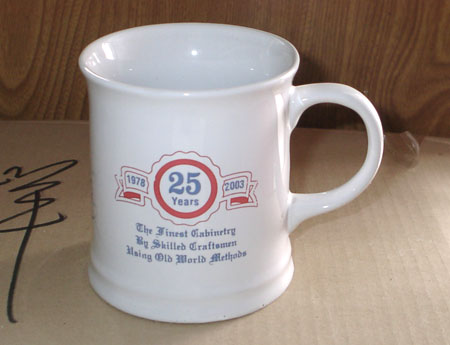 1978
25
Years
2003
The Finest Cabinetry
By Skilled Craftsmen
Using Old World Methods